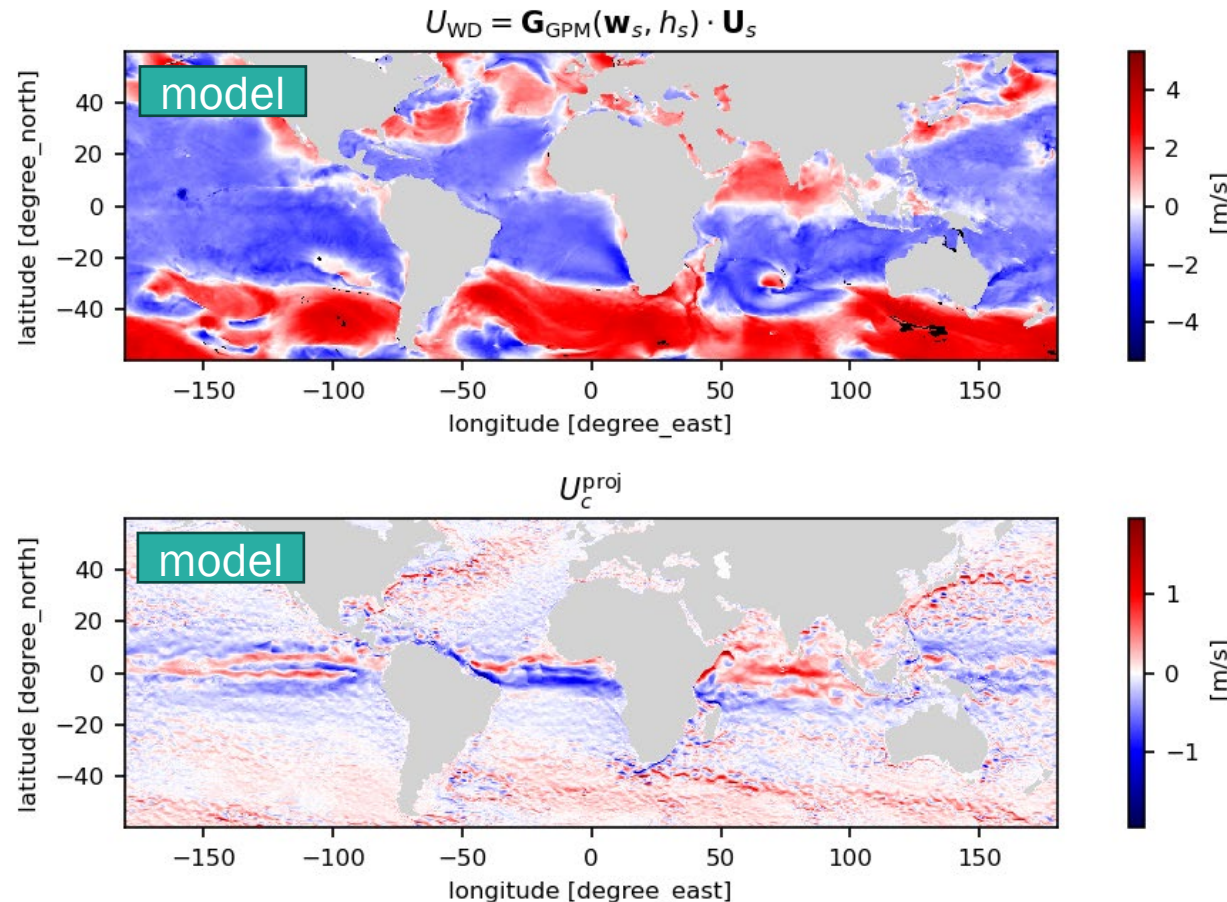 U_WD = G_GPM(w_s, h_s) · U_s
model
40
20
0
−20
−40
latitude [degree_north]
−150 −100 −50 0 50 100 150
longitude [degree_east]
4
2
0
−2
−4
[m/s]
U_c^proj
model
40
20
0
−20
−40
latitude [degree_north]
−150 −100 −50 0 50 100 150
longitude [degree_east]
1
0
−1
[m/s]